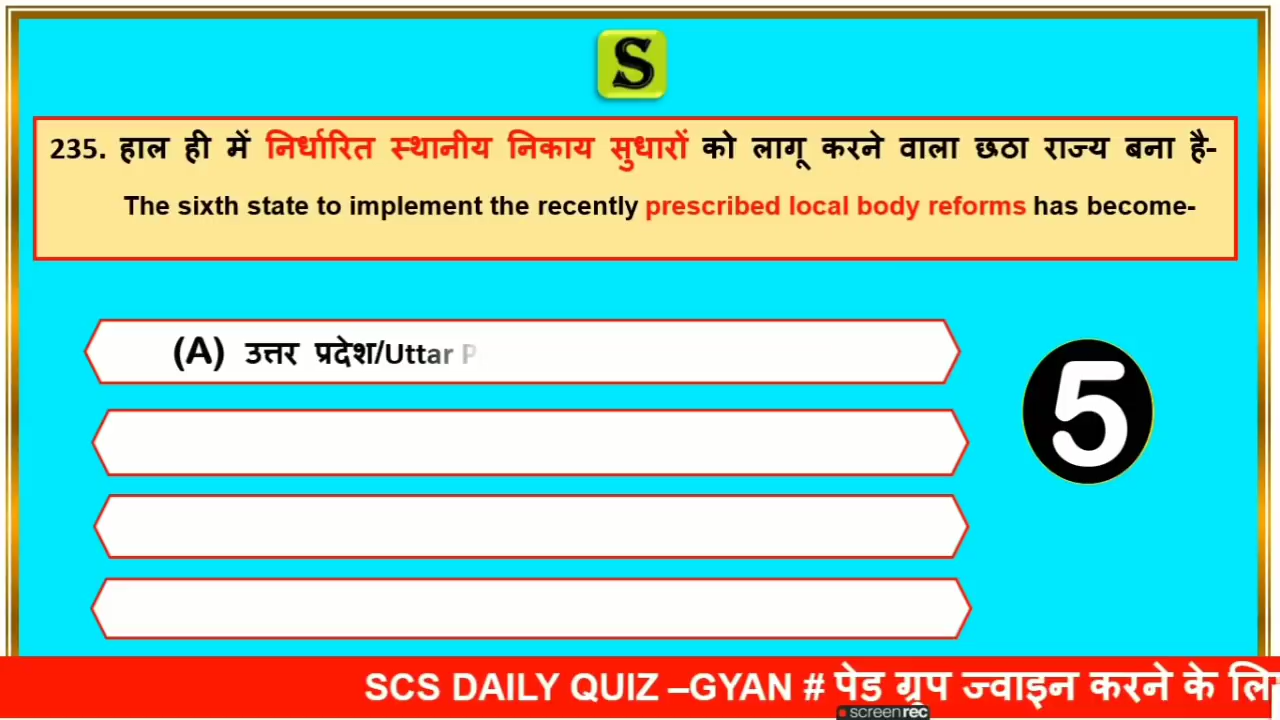 S
235. हाल ही में निर्धारित स्थानीय निकाय सुधारों को लागू करने वाला छठा राज्य बना है-
The sixth state to implement the recently prescribed local body reforms has become-
(A) उत्तर प्रदेश/Uttar P
5
SCS DAILY QUIZ –GYAN # पेड ग्रुप ज्वाइन करने के लि
screenrec